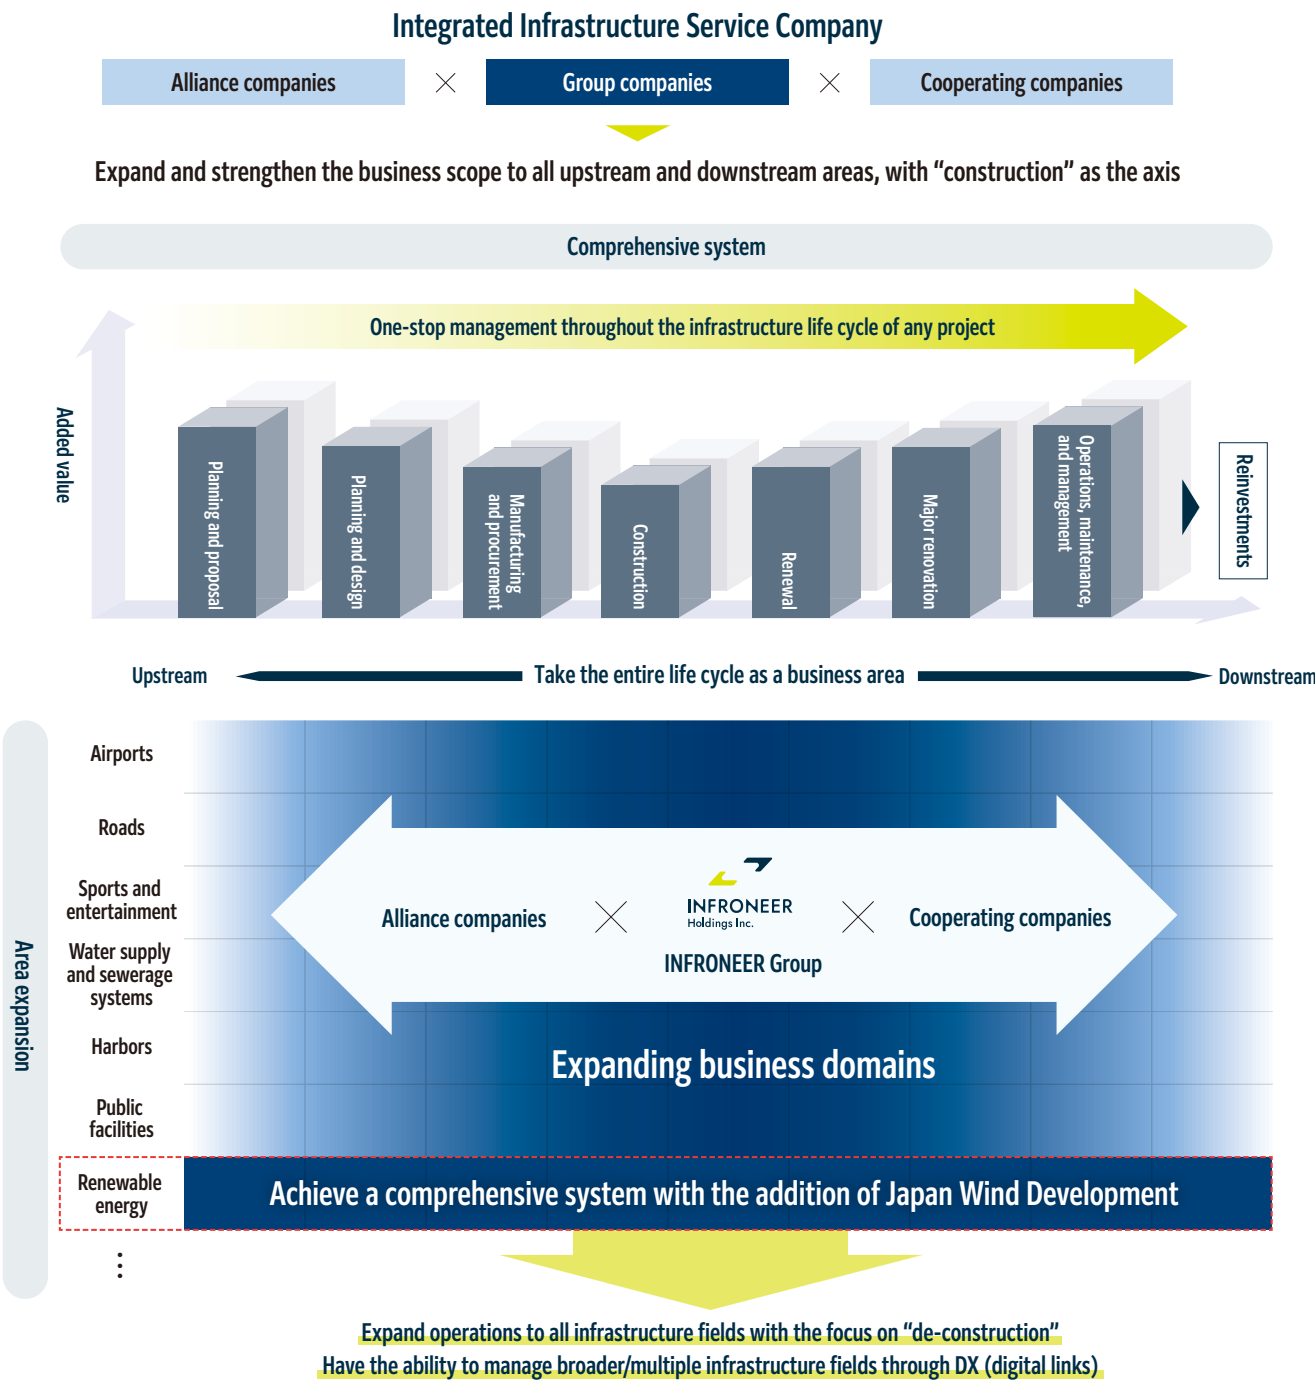 Integrated Infrastructure Service Company
Alliance companies
Group companies
Cooperating companies
Expand and strengthen the business scope to all upstream and downstream areas, with “construction” as the axis
Comprehensive system
One-stop management throughout the infrastructure life cycle of any project
Added value
Planning and proposal
Planning and design
Manufacturing
and procurement
Construction
Renewal
Major renovation
Operations, maintenance,
and management
Reinvestments
Upstream
Take the entire life cycle as a business area
Downstream
Area expansion
Airports
Roads
Sports and
entertainment
Water supply
and sewerage
systems
Harbors
Public
facilities
Renewable
energy
⋮
Alliance companies
INFRONEER
Holdings Inc.
INFRONEER Group
Cooperating companies
Expanding business domains
Achieve a comprehensive system with the addition of Japan Wind Development
Expand operations to all infrastructure fields with the focus on “de-construction”
Have the ability to manage broader/multiple infrastructure fields through DX (digital links)